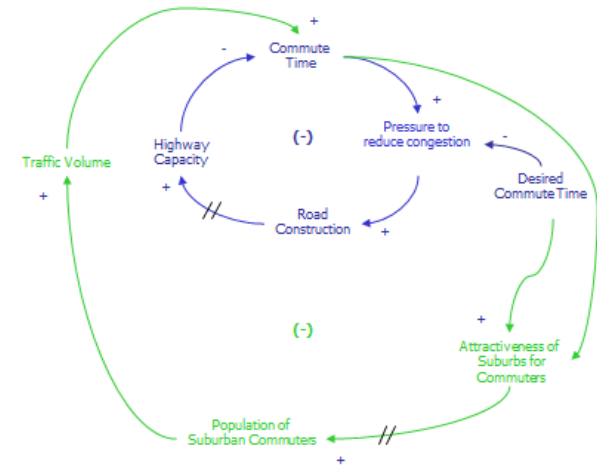 +
-
Commute
Time
+
Pressure to
reduce congestion
-
Highway
Capacity
(-)
Traffic Volume
+
+
Desired
Commute Time
Road
Construction
+
(-)
+
Attractiveness of
Suburbs for
Commuters
Population of
Suburban Commuters
+